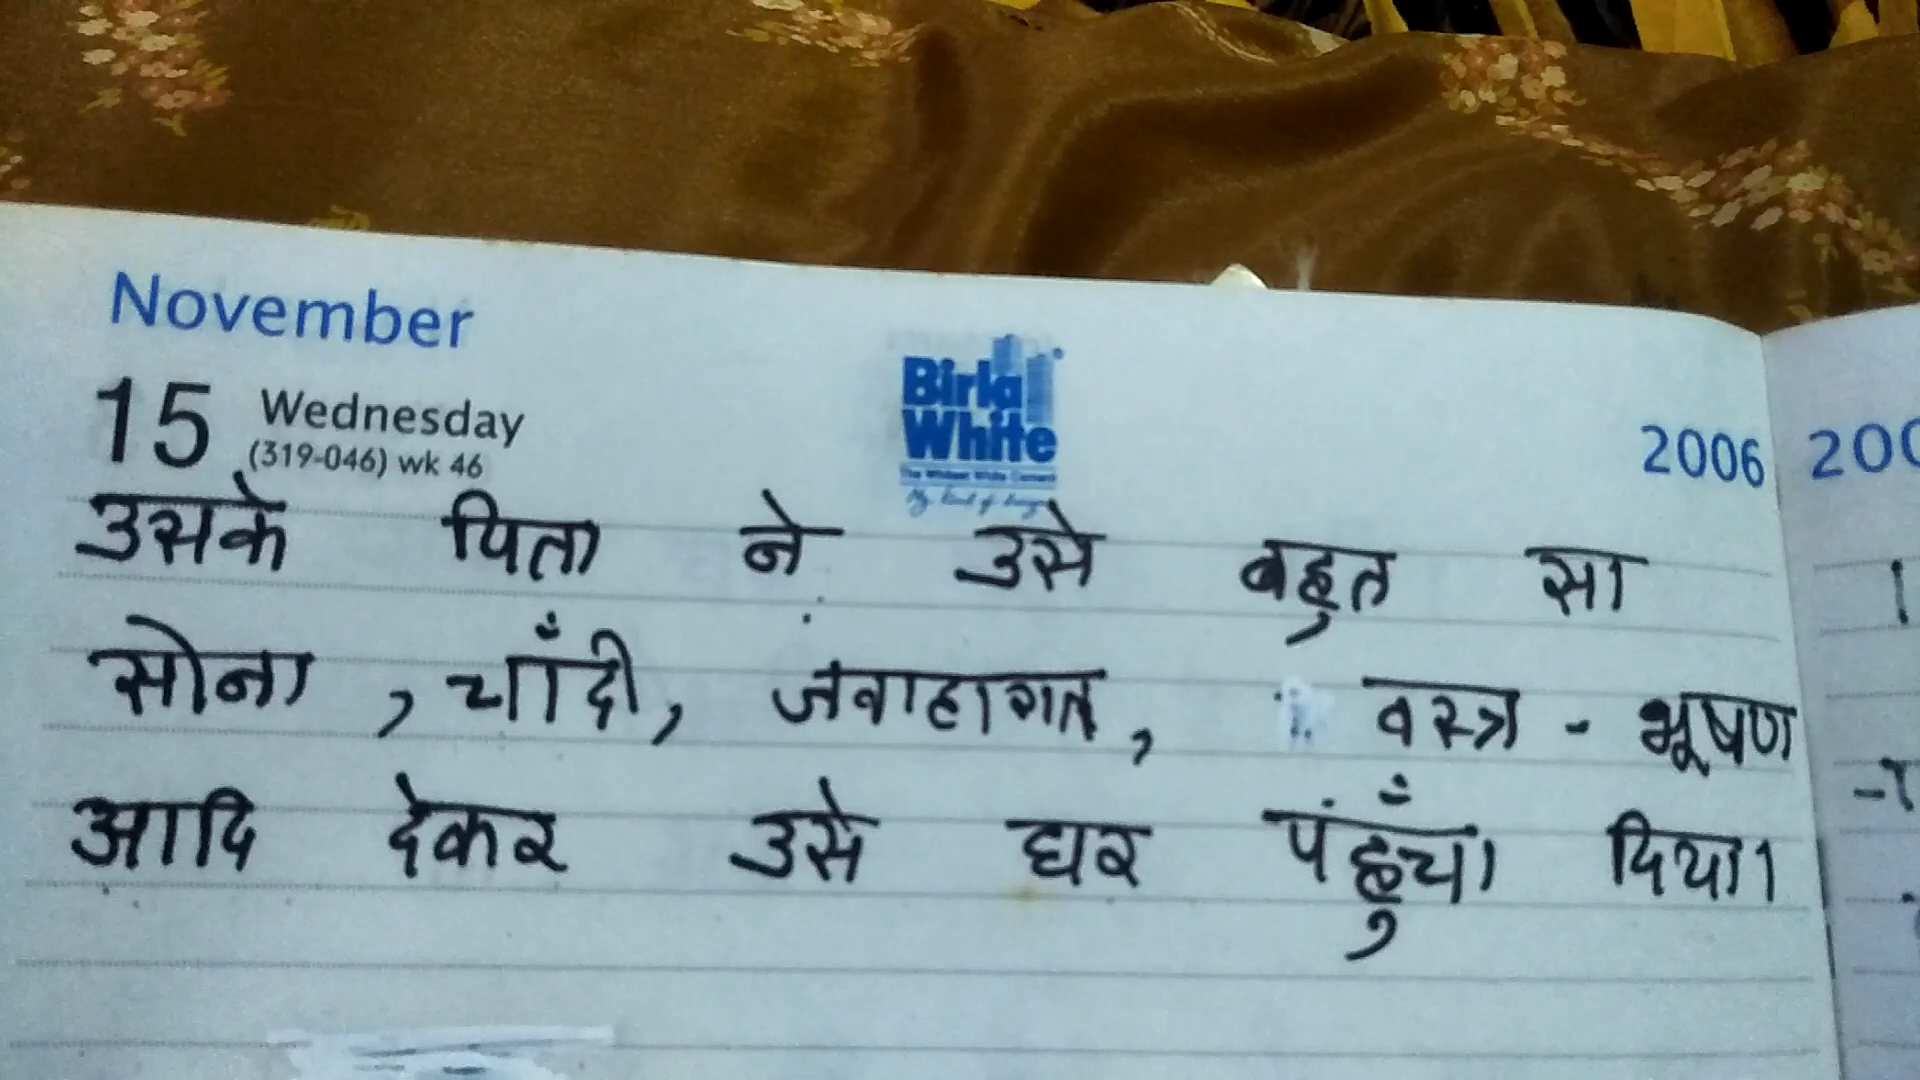 November
15 Wednesday
(319-046) wk 46
Birla
White
2006
उसके पिता ने उसे बहुत सा
सोना , चाँदी, जवाहारात, वस्त्र - भूषण
आदि देकर उसे घर पंहुँचा दिया।